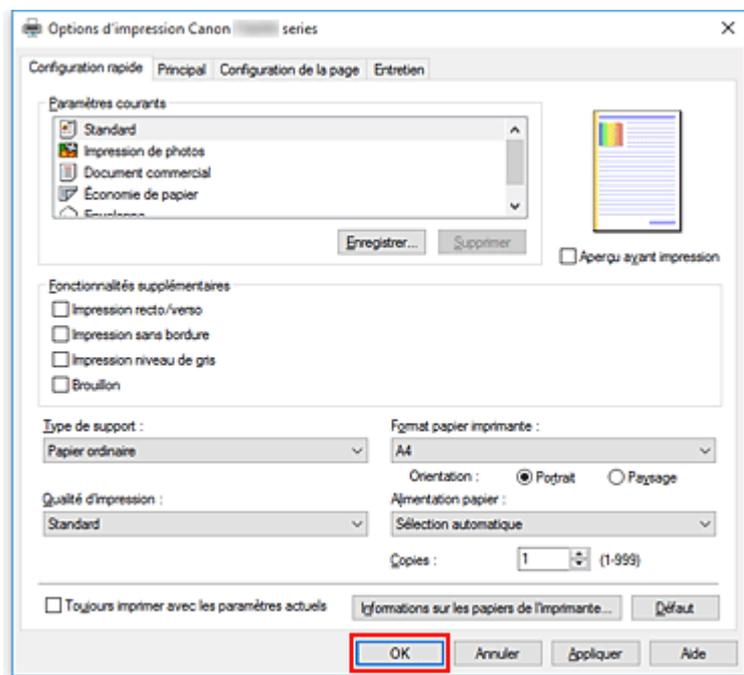 Options d'impression Canon series
Configuration rapide Principal Configuration de la page Entretien
Paramètres courants
Standard
Impression de photos
Document commercial
Économie de papier
Enregistrer... Supprimer
Aperçu avant impression
Fonctionnalités supplémentaires
Impression recto/verso
Impression sans bordure
Impression niveau de gris
Brouillon
Type de support : Format papier imprimante :
Papier ordinaire A4
Orientation : Portrait Paysage
Qualité d'impression : Alimentation papier :
Standard Sélection automatique
Copies : 1 (1-999)
Toujours imprimer avec les paramètres actuels Informations sur les papiers de l'imprimante... Défaut
OK Annuler Appliquer Aide